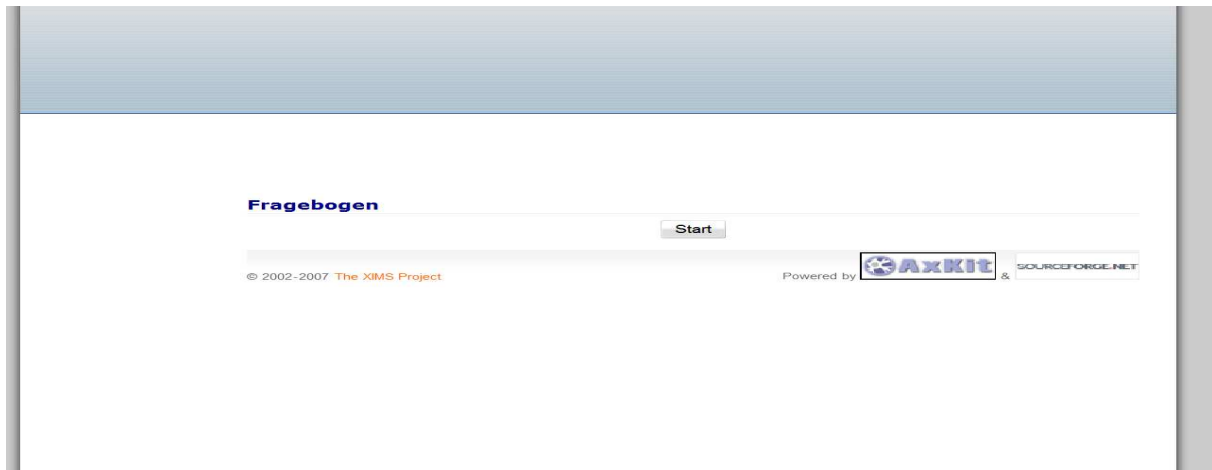 Fragebogen
Start
© 2002-2007 The XIMS Project
Powered by AxKit & SOURCEFORGE.NET